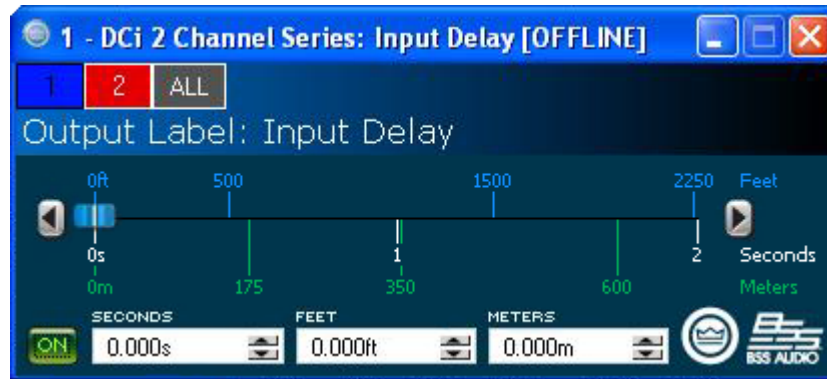 1 - DCi 2 Channel Series: Input Delay [OFFLINE]
1 2 ALL
Output Label: Input Delay
0ft 500 1500 2250 Feet
0s 1 2 Seconds
0m 175 350 600 Meters
SECONDS FEET METERS
ON 0.000s 0.000ft 0.000m
BSS AUDIO